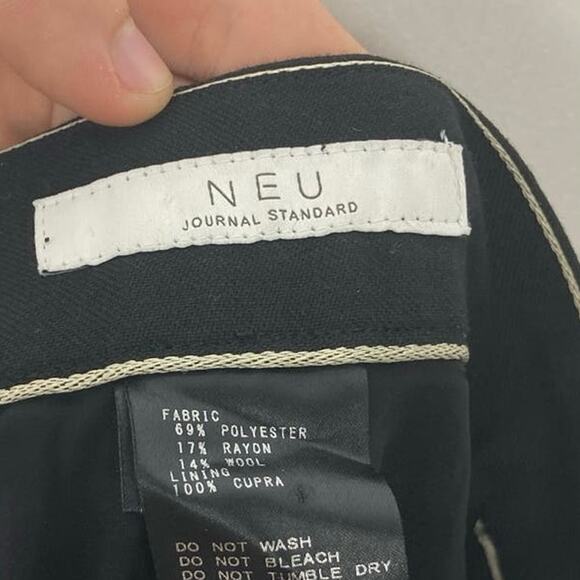 NEU
JOURNAL STANDARD
FABRIC
69% POLYESTER
17% RAYON
14% WOOL
LINING
100% CUPRA
DO NOT WASH
DO NOT BLEACH
DO NOT TUMBLE DRY